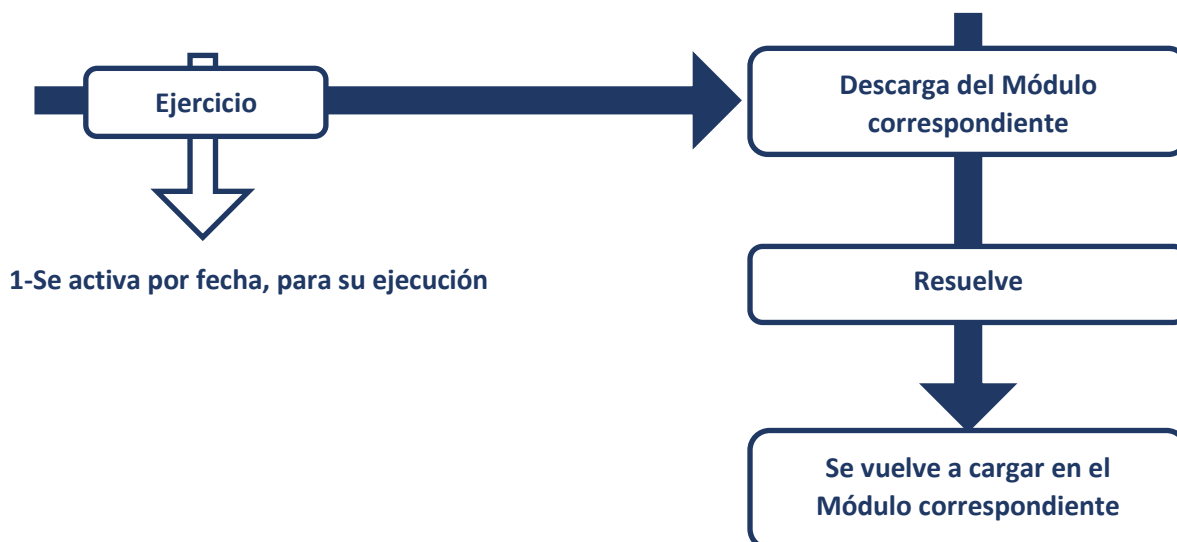 Ejercicio
1-Se activa por fecha, para su ejecución
Descarga del Módulo
correspondiente
Resuelve
Se vuelve a cargar en el
Módulo correspondiente